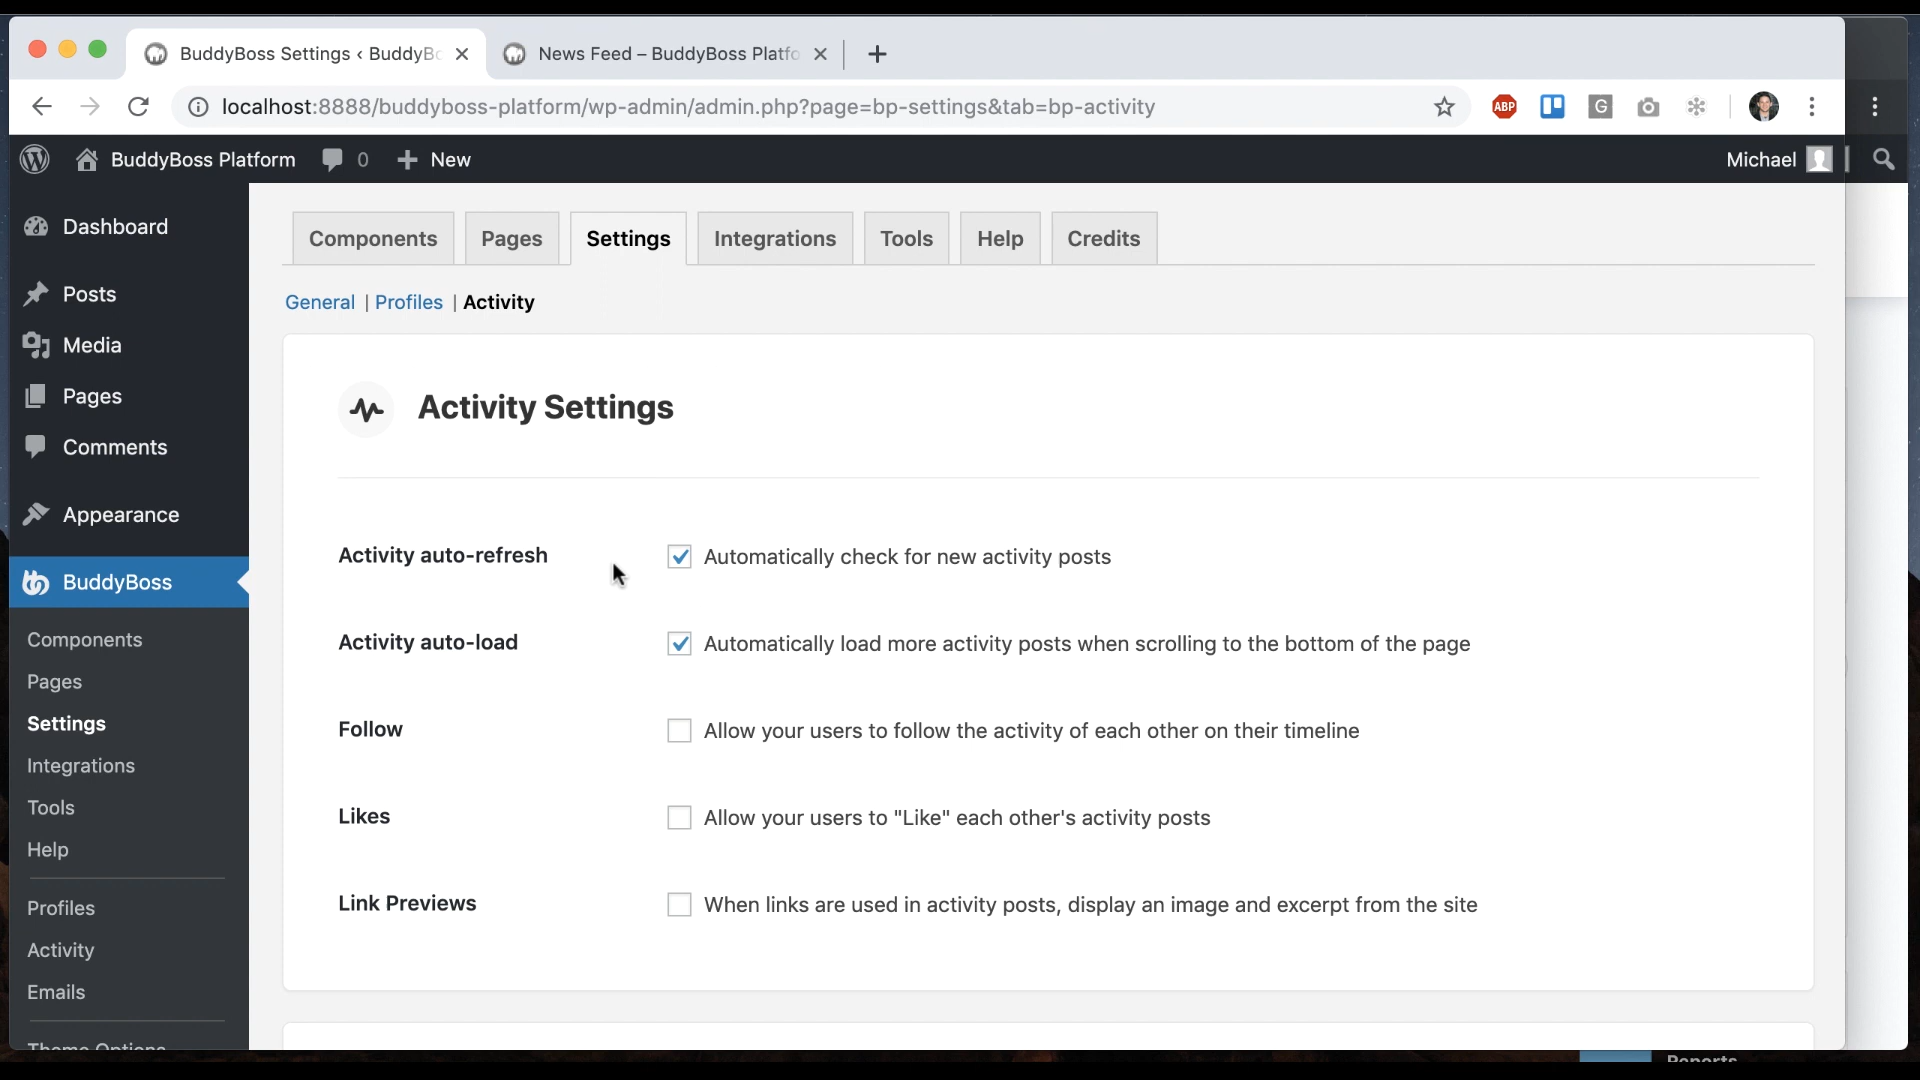 BuddyBoss Settings ‹ BuddyBo
News Feed – BuddyBoss Platfo
localhost:8888/buddyboss-platform/wp-admin/admin.php?page=bp-settings&tab=bp-activity
ABP
G
BuddyBoss Platform 0 New
Michael
Dashboard
Posts
Media
Pages
Comments
Appearance
BuddyBoss
Components
Pages
Settings
Integrations
Tools
Help
Profiles
Activity
Emails
Theme Options
Components Pages Settings Integrations Tools Help Credits
General | Profiles | Activity
Activity Settings
Activity auto-refresh Automatically check for new activity posts
Activity auto-load Automatically load more activity posts when scrolling to the bottom of the page
Follow Allow your users to follow the activity of each other on their timeline
Likes Allow your users to "Like" each other's activity posts
Link Previews When links are used in activity posts, display an image and excerpt from the site
Reports